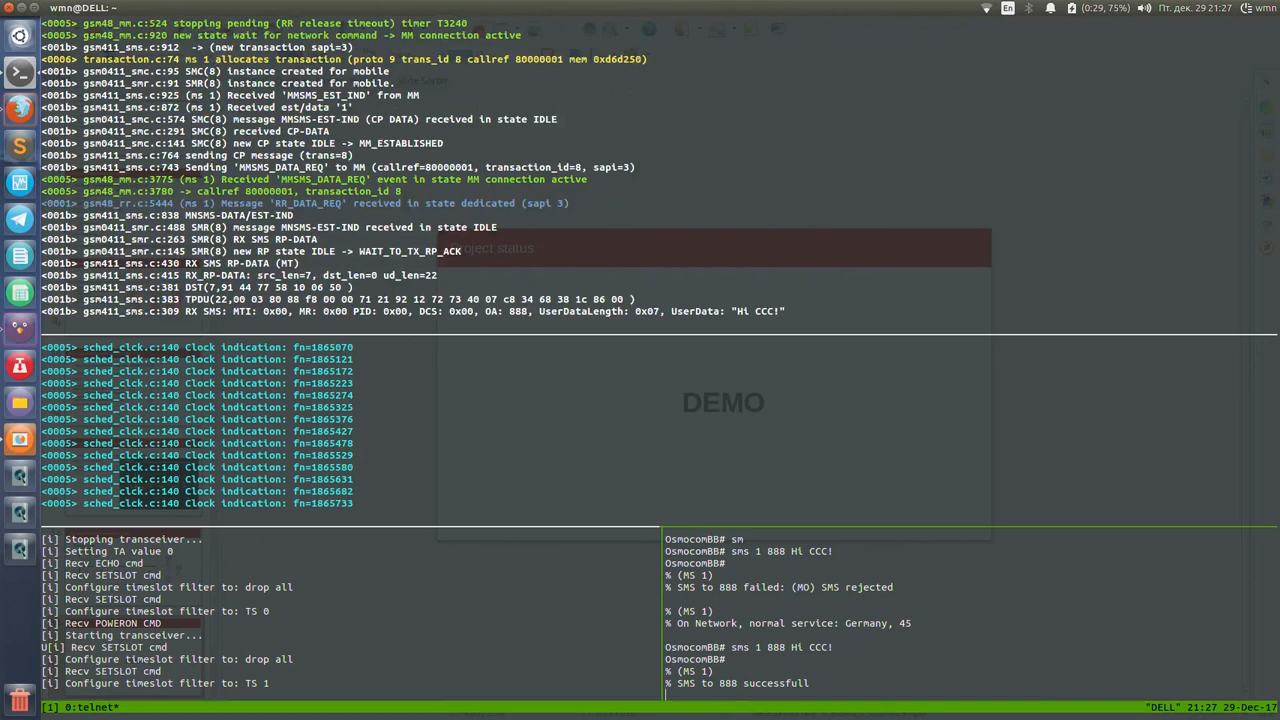 wmn@DELL: ~
En
(0:29, 75%)
Пт. дек. 29 21:27
wmn
<0005> gsm48_mm.c:524 stopping pending (RR release timeout) timer T3240
<0005> gsm48_mm.c:920 new state wait for network command -> MM connection active
<001b> gsm411_sms.c:912  -> (new transaction sapi=3)
<0006> transaction.c:74 ms 1 allocates transaction (proto 9 trans_id 8 callref 80000001 mem 0xd6d250)
<001b> gsm0411_smc.c:95 SMC(8) instance created for mobile
<001b> gsm0411_smr.c:91 SMR(8) instance created for mobile.
<001b> gsm411_sms.c:925 (ms 1) Received 'MMSMS_EST_IND' from MM
<001b> gsm411_sms.c:872 (ms 1) Received est/data '1'
<001b> gsm0411_smc.c:574 SMC(8) message MMSMS-EST-IND (CP DATA) received in state IDLE
<001b> gsm0411_smc.c:291 SMC(8) received CP-DATA
<001b> gsm0411_smc.c:141 SMC(8) new CP state IDLE -> MM_ESTABLISHED
<001b> gsm411_sms.c:764 sending CP message (trans=8)
<001b> gsm411_sms.c:743 Sending 'MMSMS_DATA_REQ' to MM (callref=80000001, transaction_id=8, sapi=3)
<0005> gsm48_mm.c:3775 (ms 1) Received 'MMSMS_DATA_REQ' event in state MM connection active
<0005> gsm48_mm.c:3780 -> callref 80000001, transaction_id 8
<0001> gsm48_rr.c:5444 (ms 1) Message 'RR_DATA_REQ' received in state dedicated (sapi 3)
<001b> gsm411_sms.c:838 MNSMS-DATA/EST-IND
<001b> gsm0411_smr.c:488 SMR(8) message MNSMS-EST-IND received in state IDLE
<001b> gsm0411_smr.c:263 SMR(8) RX SMS RP-DATA
<001b> gsm0411_smr.c:145 SMR(8) new RP state IDLE -> WAIT_TO_TX_RP_ACK
<001b> gsm411_sms.c:430 RX SMS RP-DATA (MT)
<001b> gsm411_sms.c:415 RX_RP-DATA: src_len=7, dst_len=0 ud_len=22
<001b> gsm411_sms.c:381 DST(7,91 44 77 58 10 06 50 )
<001b> gsm411_sms.c:383 TPDU(22,00 03 80 88 f8 00 00 71 21 92 12 72 73 40 07 c8 34 68 38 1c 86 00 )
<001b> gsm411_sms.c:309 RX SMS: MTI: 0x00, MR: 0x00 PID: 0x00, DCS: 0x00, OA: 888, UserDataLength: 0x07, UserData: "Hi CCC!"
Project status
DEMO
<0005> sched_clck.c:140 Clock indication: fn=1865070
<0005> sched_clck.c:140 Clock indication: fn=1865121
<0005> sched_clck.c:140 Clock indication: fn=1865172
<0005> sched_clck.c:140 Clock indication: fn=1865223
<0005> sched_clck.c:140 Clock indication: fn=1865274
<0005> sched_clck.c:140 Clock indication: fn=1865325
<0005> sched_clck.c:140 Clock indication: fn=1865376
<0005> sched_clck.c:140 Clock indication: fn=1865427
<0005> sched_clck.c:140 Clock indication: fn=1865478
<0005> sched_clck.c:140 Clock indication: fn=1865529
<0005> sched_clck.c:140 Clock indication: fn=1865580
<0005> sched_clck.c:140 Clock indication: fn=1865631
<0005> sched_clck.c:140 Clock indication: fn=1865682
<0005> sched_clck.c:140 Clock indication: fn=1865733
[i] Stopping transceiver...
[i] Setting TA value 0
[i] Recv ECHO cmd
[i] Recv SETSLOT cmd
[i] Configure timeslot filter to: drop all
[i] Recv SETSLOT cmd
[i] Configure timeslot filter to: TS 0
[i] Recv POWERON CMD
[i] Starting transceiver...
U[i] Recv SETSLOT cmd
[i] Configure timeslot filter to: drop all
[i] Recv SETSLOT cmd
[i] Configure timeslot filter to: TS 1
OsmocomBB# sm
OsmocomBB# sms 1 888 Hi CCC!
OsmocomBB#
% (MS 1)
% SMS to 888 failed: (MO) SMS rejected
% (MS 1)
% On Network, normal service: Germany, 45
OsmocomBB# sms 1 888 Hi CCC!
OsmocomBB#
% (MS 1)
% SMS to 888 successfull
[1] 0:telnet*
"DELL" 21:27 29-Dec-17